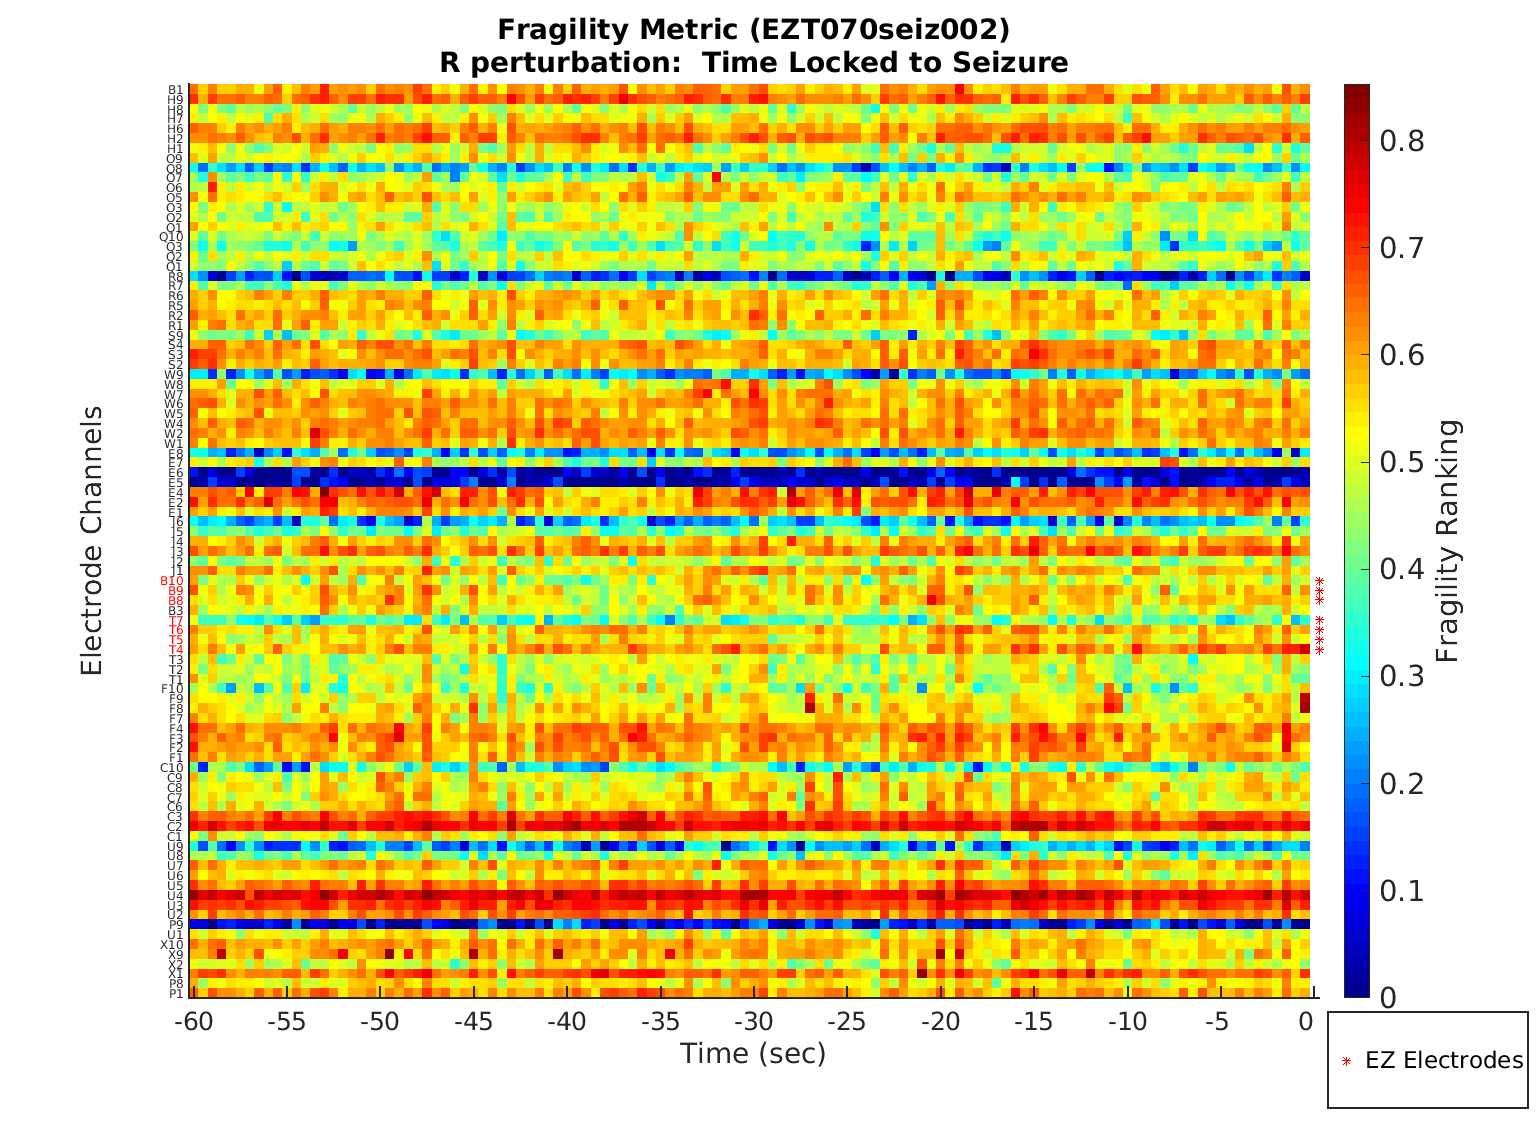 Fragility Metric (EZT070seiz002)
R perturbation:  Time Locked to Seizure
Electrode Channels
B1
H9
H8
H7
H6
H2
H1
O9
O8
O7
O6
O5
O3
O2
O1
Q10
Q3
Q2
Q1
R8
R7
R6
R5
R2
R1
S9
S4
S3
S2
W9
W8
W7
W6
W5
W4
W2
W1
E8
E7
E6
E5
E4
E2
E1
I6
I5
I4
I3
I2
I1
B10
B9
B8
B3
T7
T6
T5
T4
T3
T2
T1
F10
F9
F8
F7
F4
F3
F2
F1
C10
C9
C8
C7
C6
C3
C2
C1
U9
U8
U7
U6
U5
U4
U3
U2
P9
U1
X10
X9
X2
X1
P8
P1
-60 -55 -50 -45 -40 -35 -30 -25 -20 -15 -10 -5 0
Time (sec)
0.8
0.7
0.6
0.5
0.4
0.3
0.2
0.1
0
Fragility Ranking
EZ Electrodes